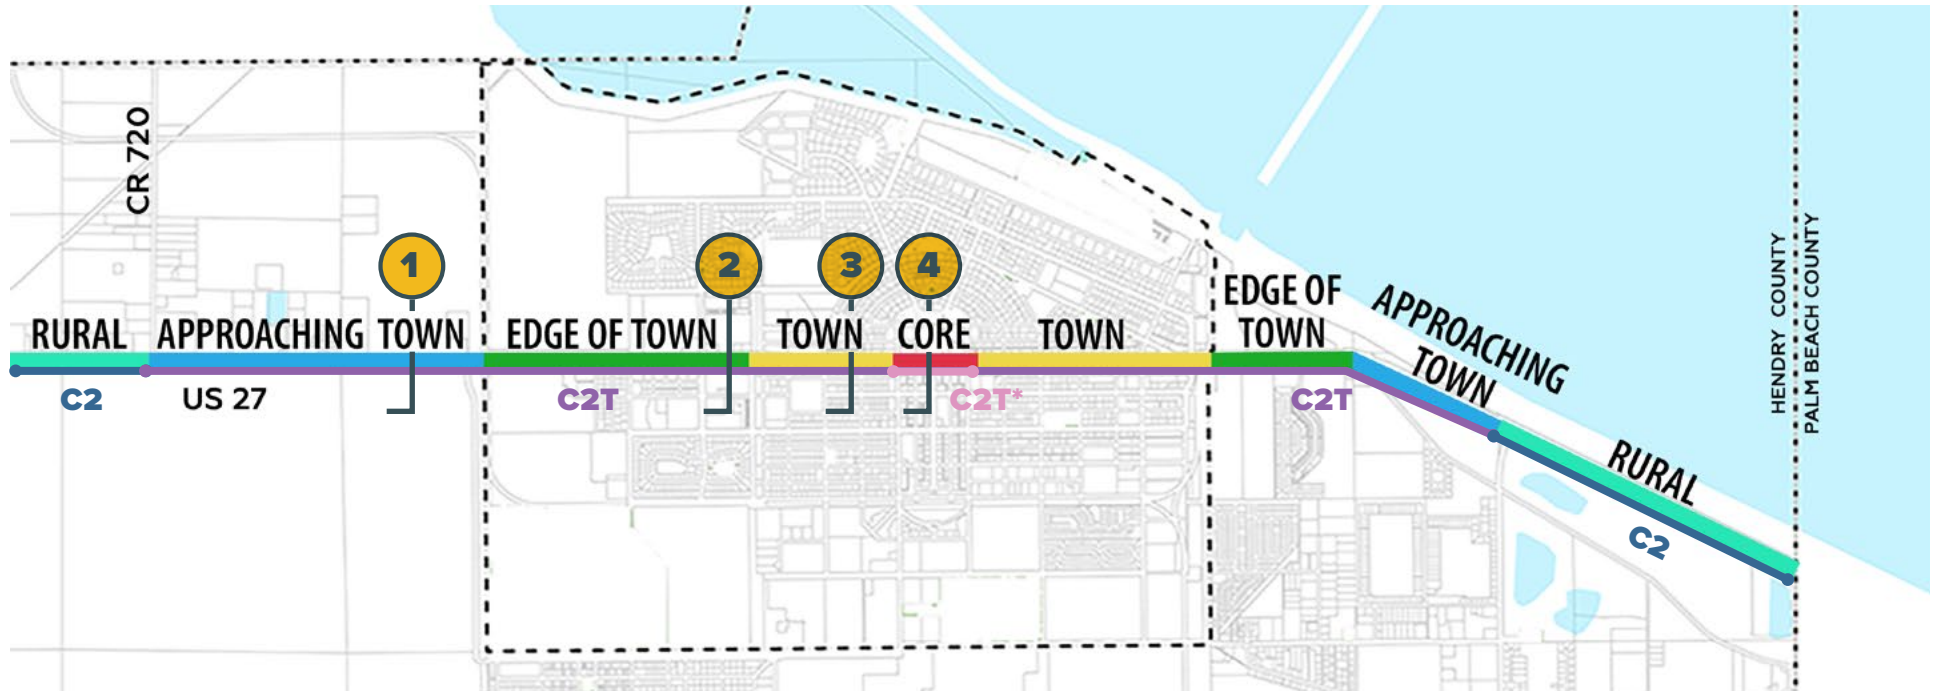 CR 720
1
2
3
4
RURAL
APPROACHING TOWN
EDGE OF TOWN
TOWN
CORE
TOWN
EDGE OF
TOWN
APPROACHING
TOWN
RURAL
C2
US 27
C2T
C2T*
C2T
C2
HENDRY COUNTY
PALM BEACH COUNTY